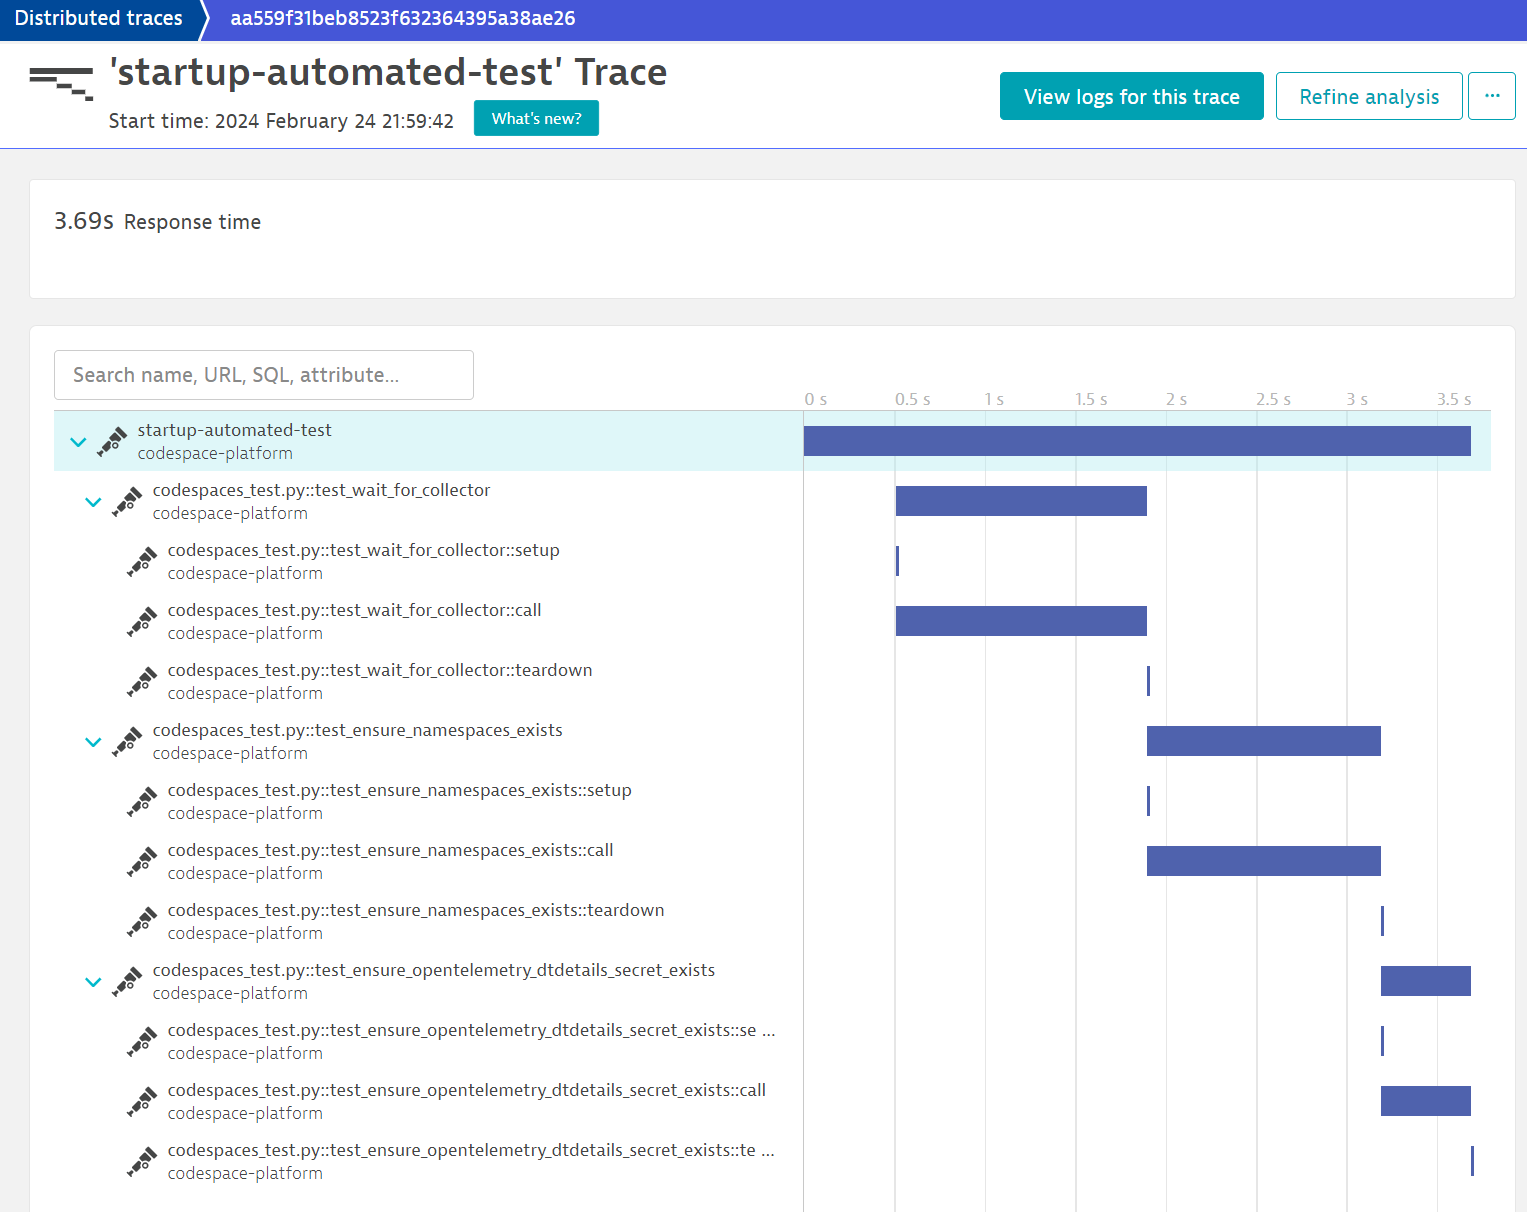 Distributed traces
aa559f31beb8523f632364395a38ae26
'startup-automated-test' Trace
Start time: 2024 February 24 21:59:42
What's new?
View logs for this trace
Refine analysis
...
3.69s Response time
Search name, URL, SQL, attribute...
0 s 0.5 s 1 s 1.5 s 2 s 2.5 s 3 s 3.5 s
startup-automated-test
codespace-platform
codespaces_test.py::test_wait_for_collector
codespace-platform
codespaces_test.py::test_wait_for_collector::setup
codespace-platform
codespaces_test.py::test_wait_for_collector::call
codespace-platform
codespaces_test.py::test_wait_for_collector::teardown
codespace-platform
codespaces_test.py::test_ensure_namespaces_exists
codespace-platform
codespaces_test.py::test_ensure_namespaces_exists::setup
codespace-platform
codespaces_test.py::test_ensure_namespaces_exists::call
codespace-platform
codespaces_test.py::test_ensure_namespaces_exists::teardown
codespace-platform
codespaces_test.py::test_ensure_opentelemetry_dtdetails_secret_exists
codespace-platform
codespaces_test.py::test_ensure_opentelemetry_dtdetails_secret_exists::se ...
codespace-platform
codespaces_test.py::test_ensure_opentelemetry_dtdetails_secret_exists::call
codespace-platform
codespaces_test.py::test_ensure_opentelemetry_dtdetails_secret_exists::te ...
codespace-platform